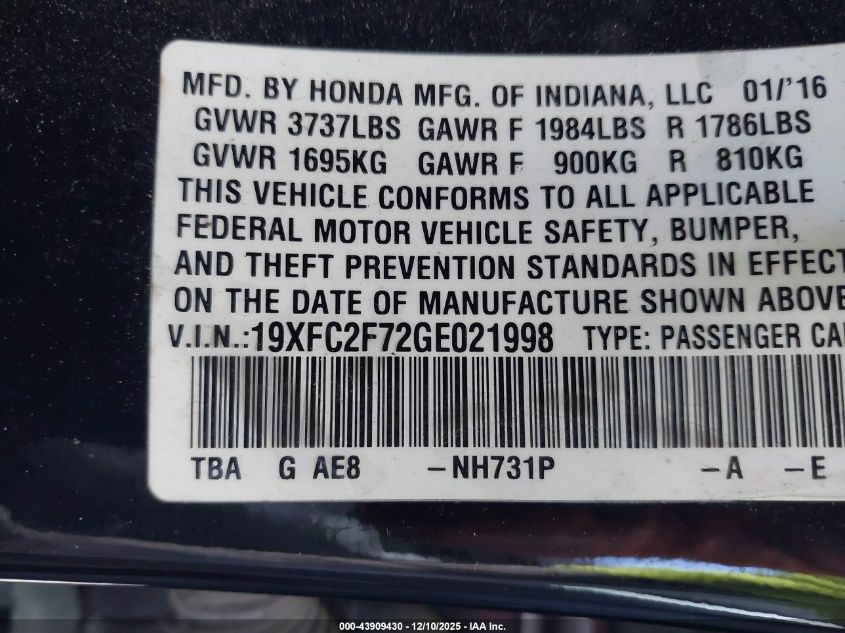 MFD. BY HONDA MFG. OF INDIANA, LLC 01/'16
GVWR 3737LBS GAWR F 1984LBS R 1786LBS
GVWR 1695KG GAWR F 900KG R 810KG
THIS VEHICLE CONFORMS TO ALL APPLICABLE
FEDERAL MOTOR VEHICLE SAFETY, BUMPER,
AND THEFT PREVENTION STANDARDS IN EFFECT
ON THE DATE OF MANUFACTURE SHOWN ABOVE
V.I.N.:19XFC2F72GE021998 TYPE: PASSENGER CA
TBA G AE8 -NH731P -A -E
000-43909430 - 12/10/2025 - IAA Inc.